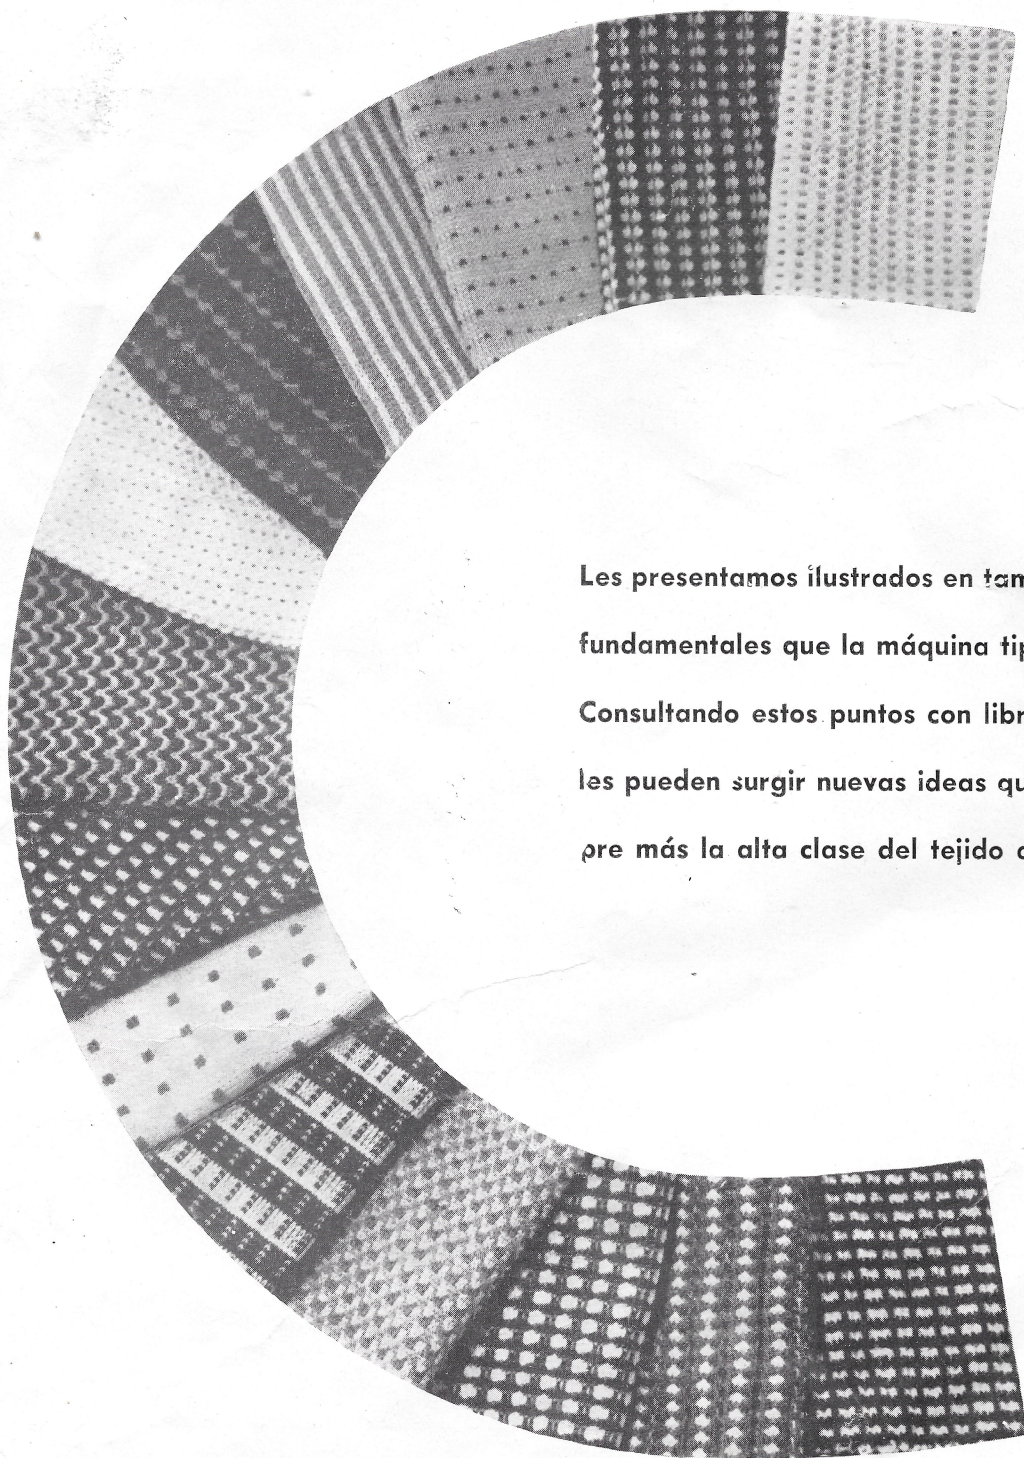 Les presentamos ilustrados en tam
fundamentales que la máquina tip
Consultando estos puntos con libr
les pueden surgir nuevas ideas qu
pre más la alta clase del tejido